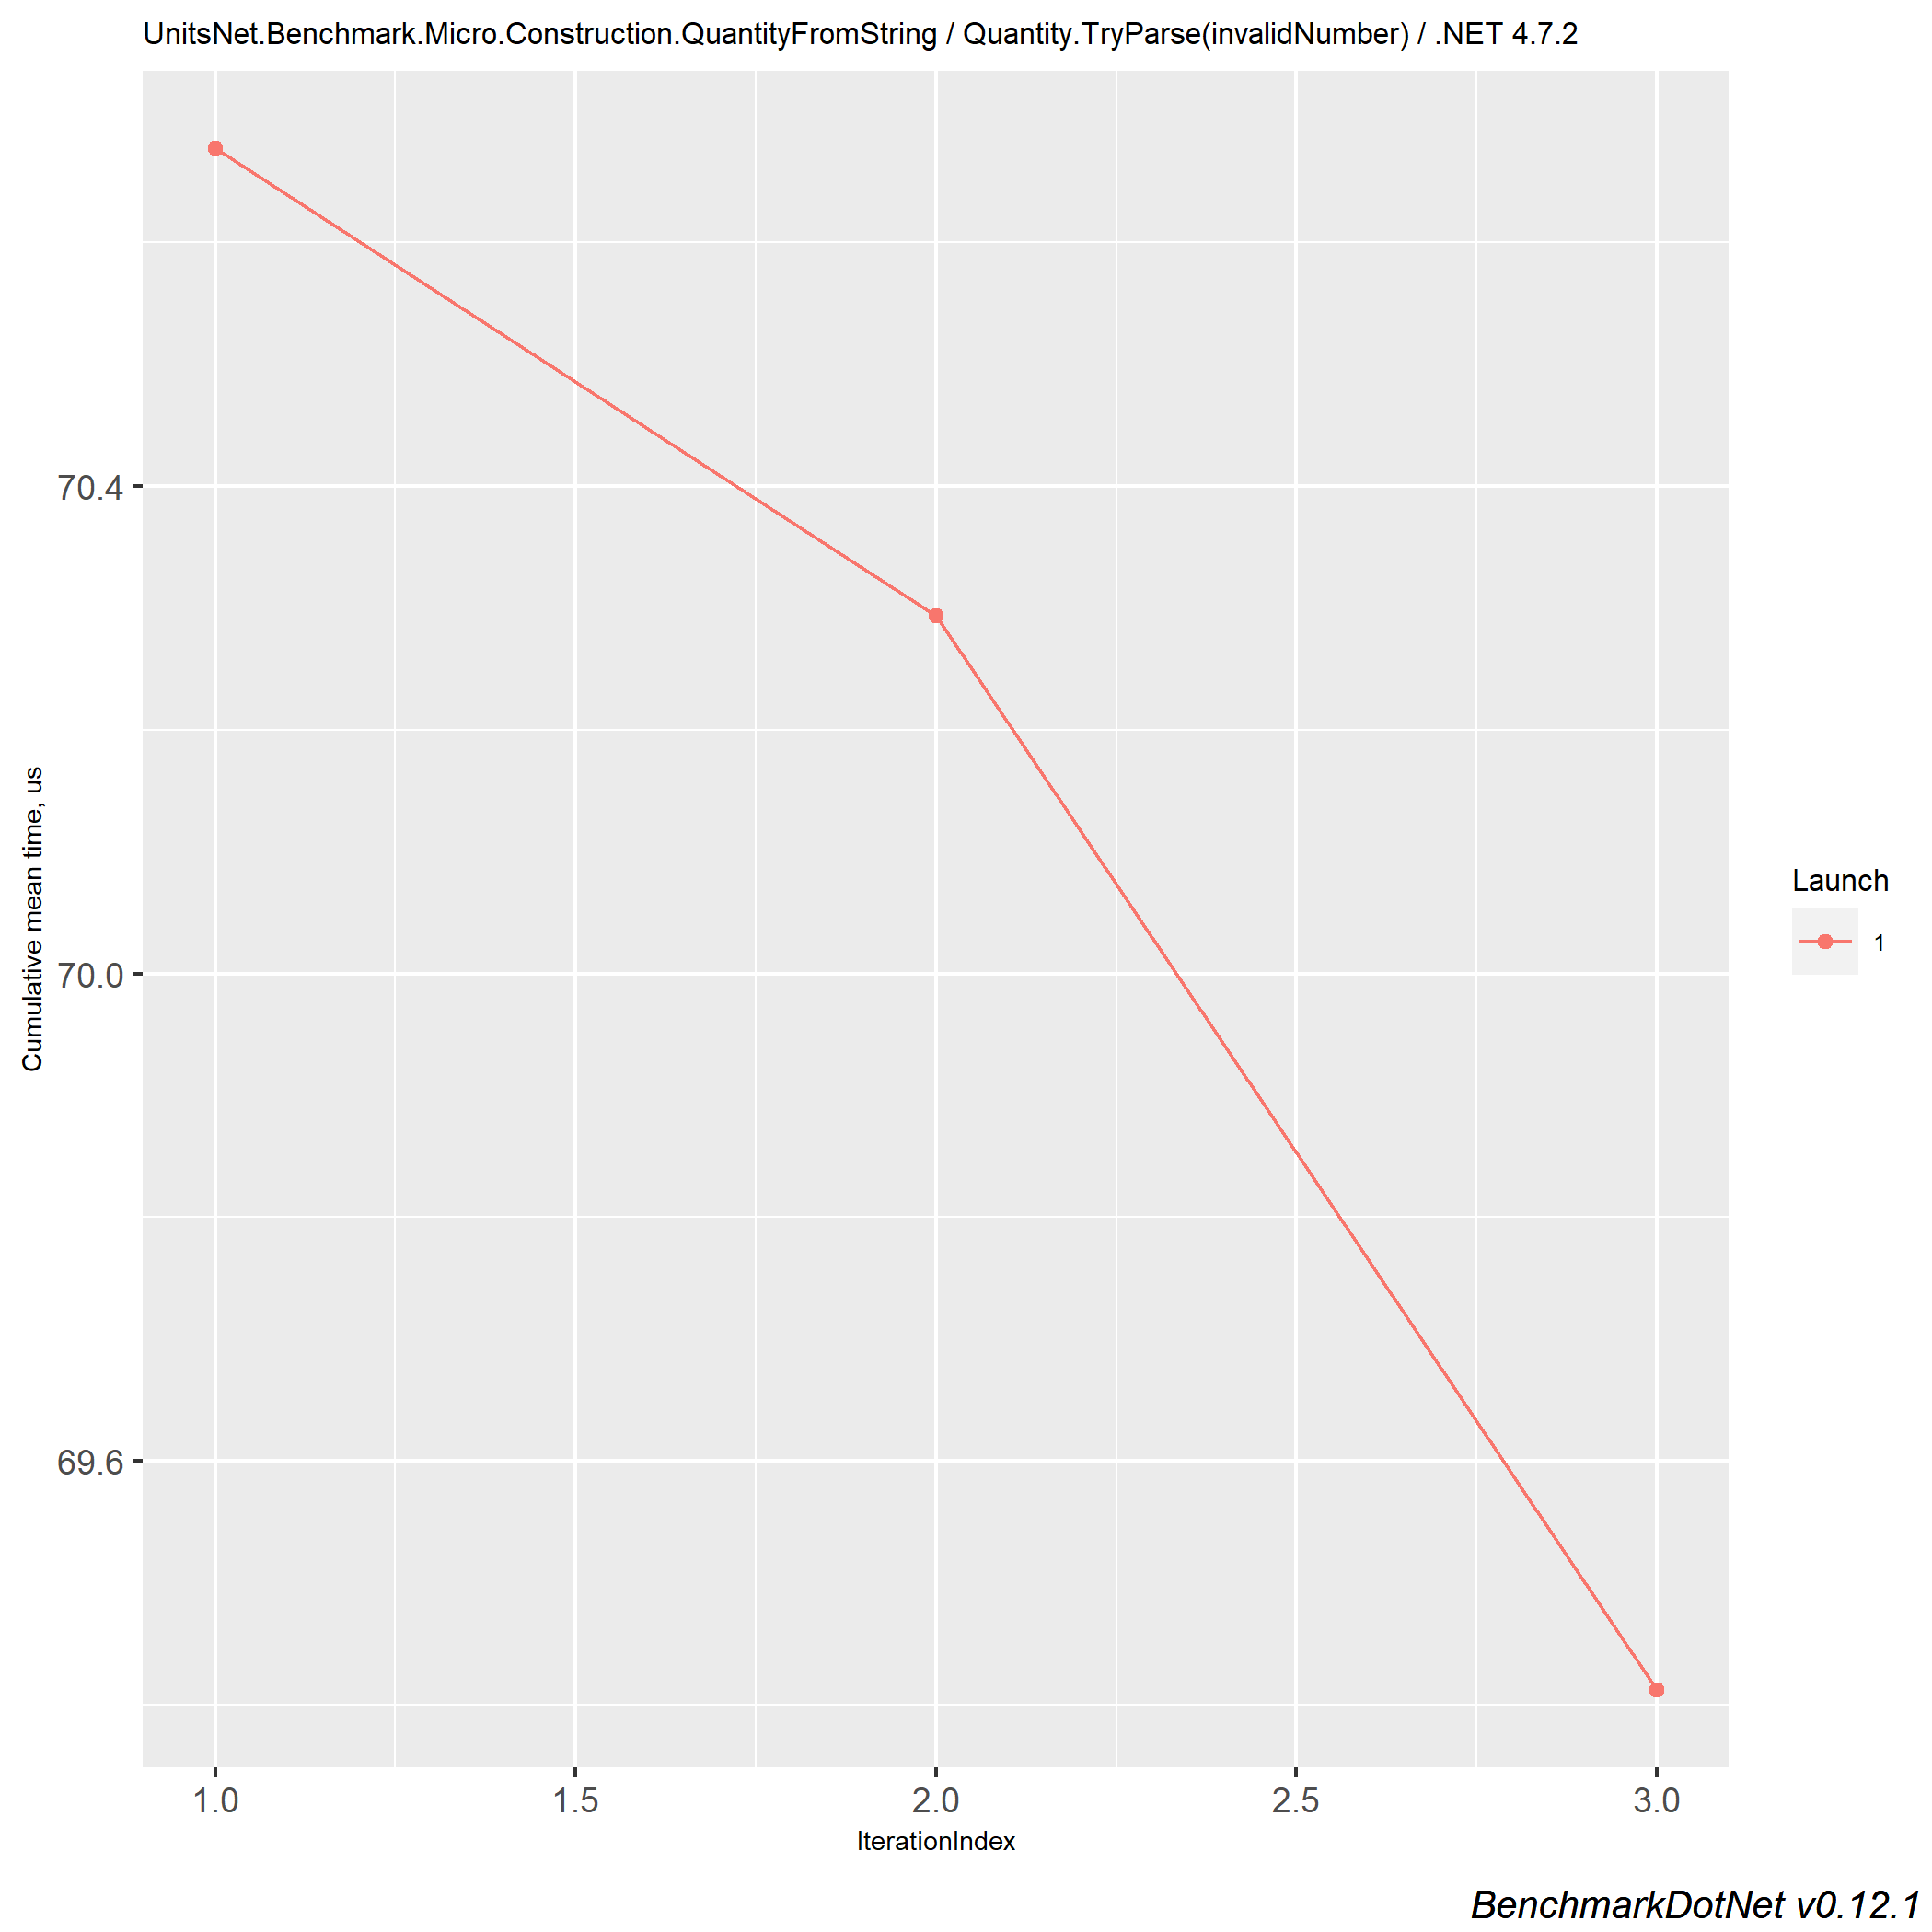 UnitsNet.Benchmark.Micro.Construction.QuantityFromString / Quantity.TryParse(invalidNumber) / .NET 4.7.2
70.4
70.0
69.6
Cumulative mean time, us
1.0 1.5 2.0 2.5 3.0
IterationIndex
Launch
1
BenchmarkDotNet v0.12.1